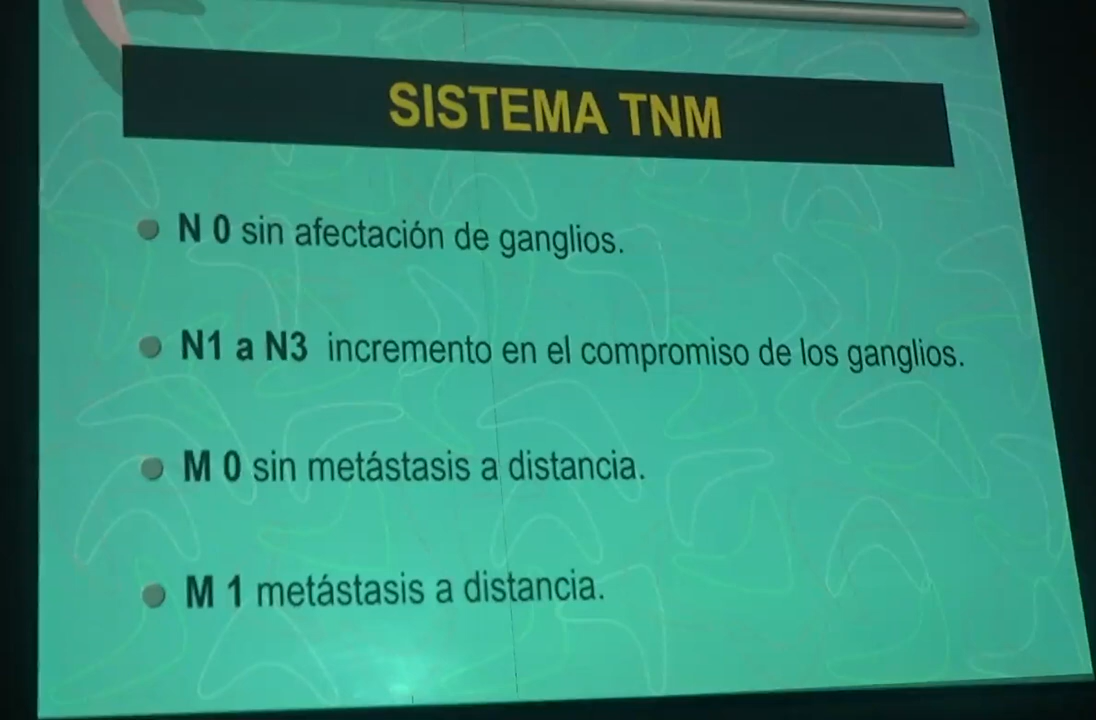 SISTEMA TNM
N 0 sin afectación de ganglios.
N1 a N3 incremento en el compromiso de los ganglios.
M 0 sin metástasis a distancia.
M 1 metástasis a distancia.